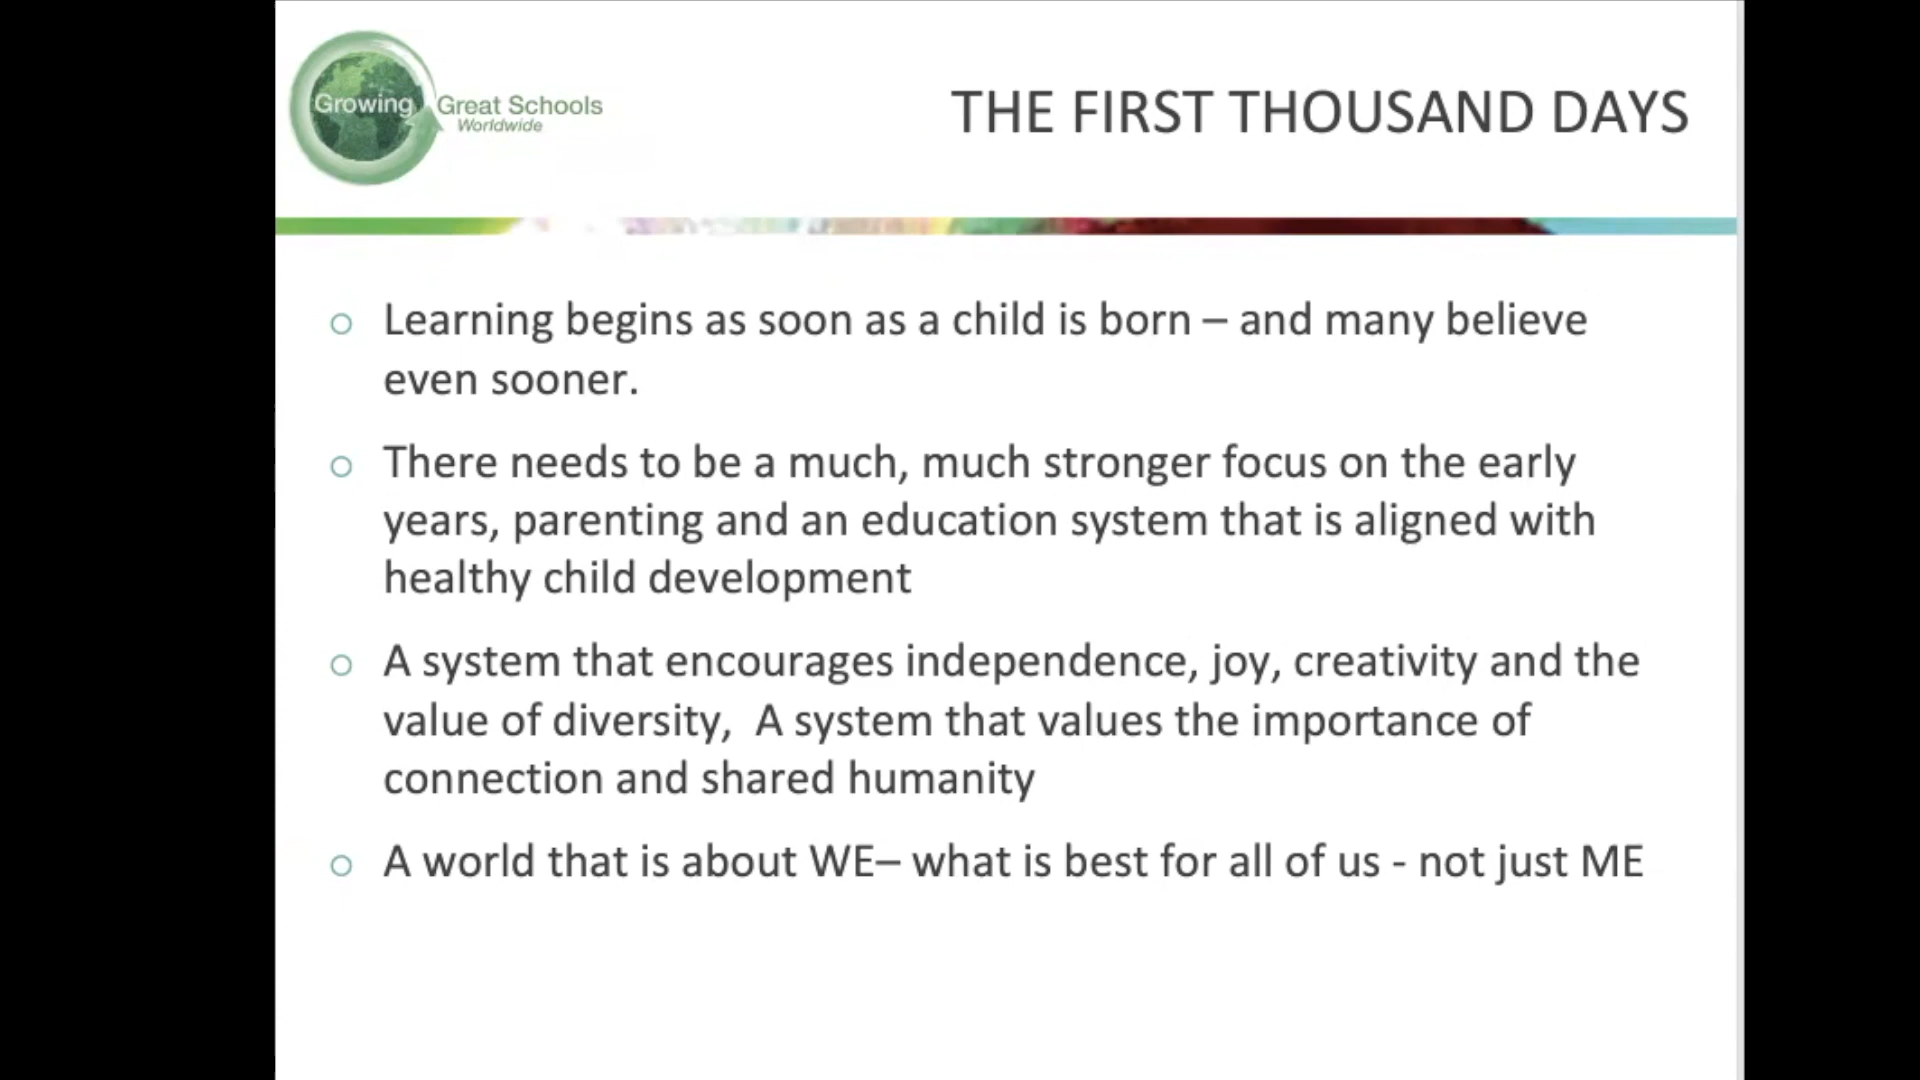 Growing Great Schools
Worldwide
THE FIRST THOUSAND DAYS
Learning begins as soon as a child is born – and many believe
even sooner.
There needs to be a much, much stronger focus on the early
years, parenting and an education system that is aligned with
healthy child development
A system that encourages independence, joy, creativity and the
value of diversity,  A system that values the importance of
connection and shared humanity
A world that is about WE– what is best for all of us - not just ME